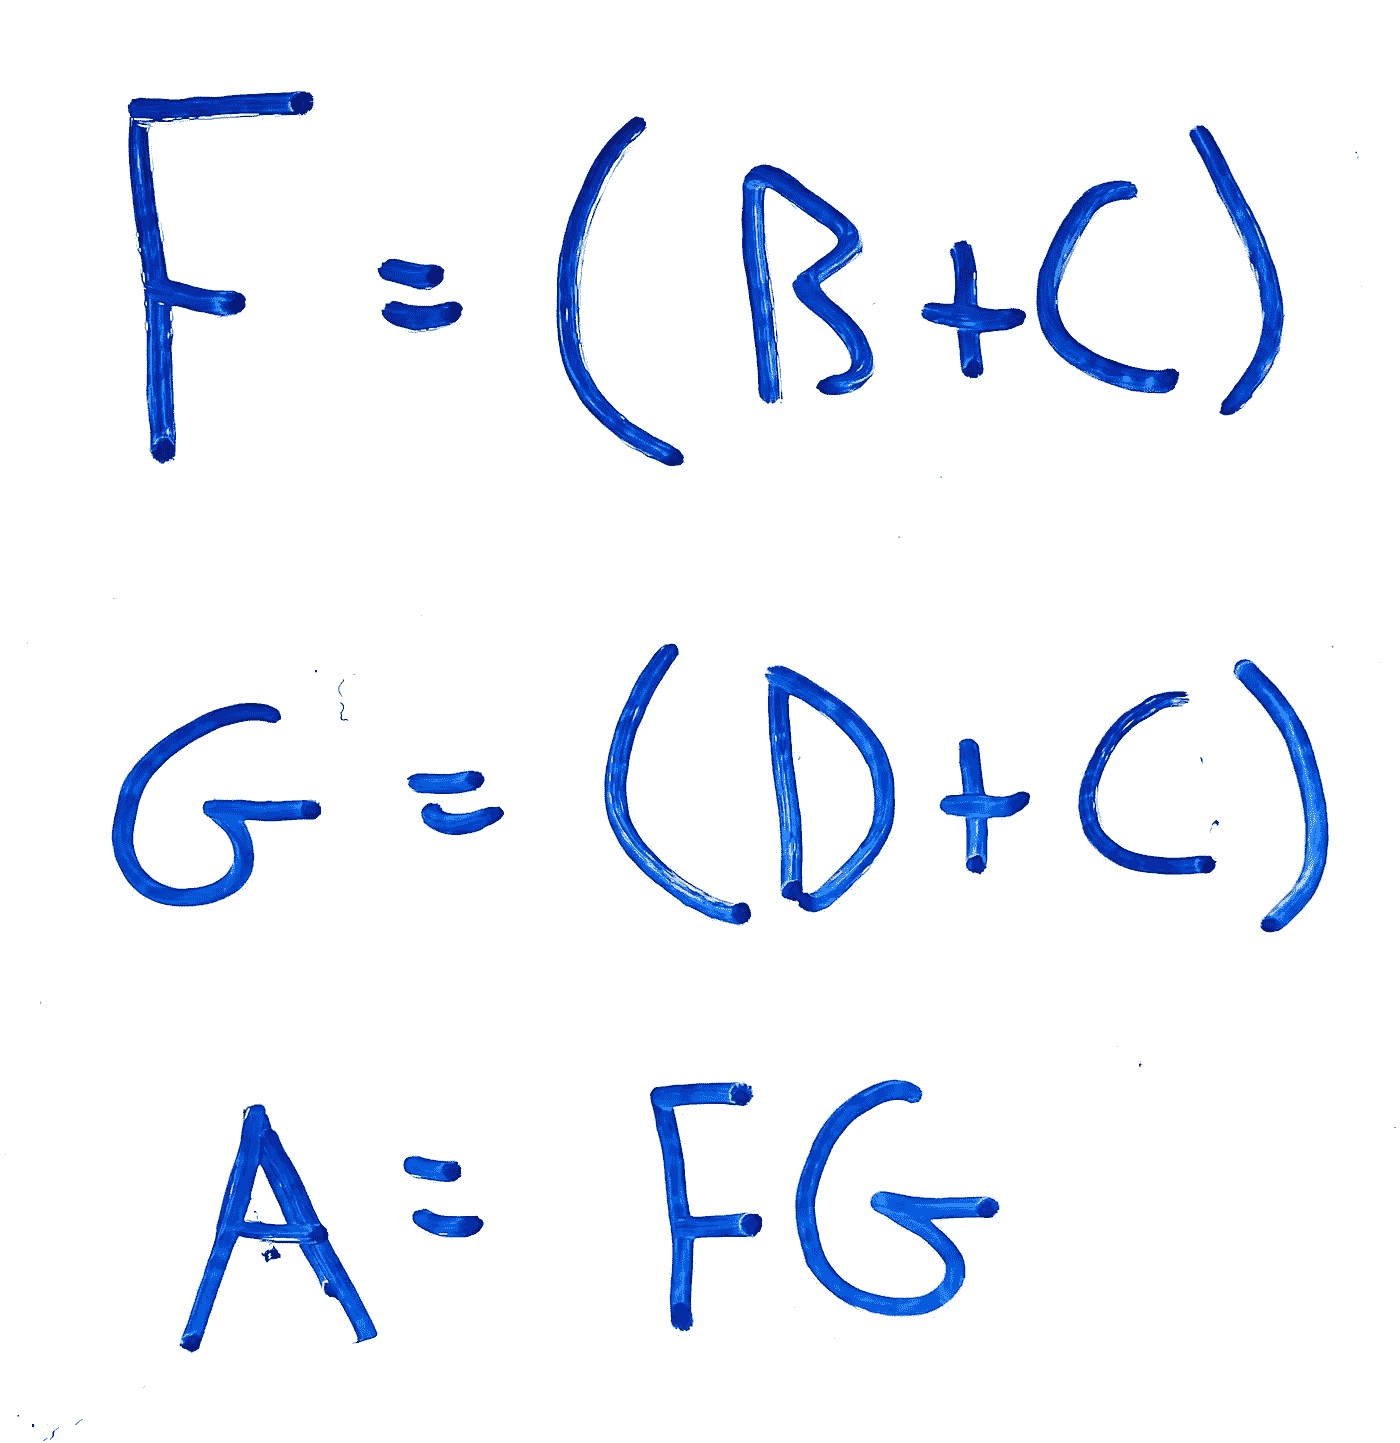 F = (B+C)
G = (D+C)
A = FG